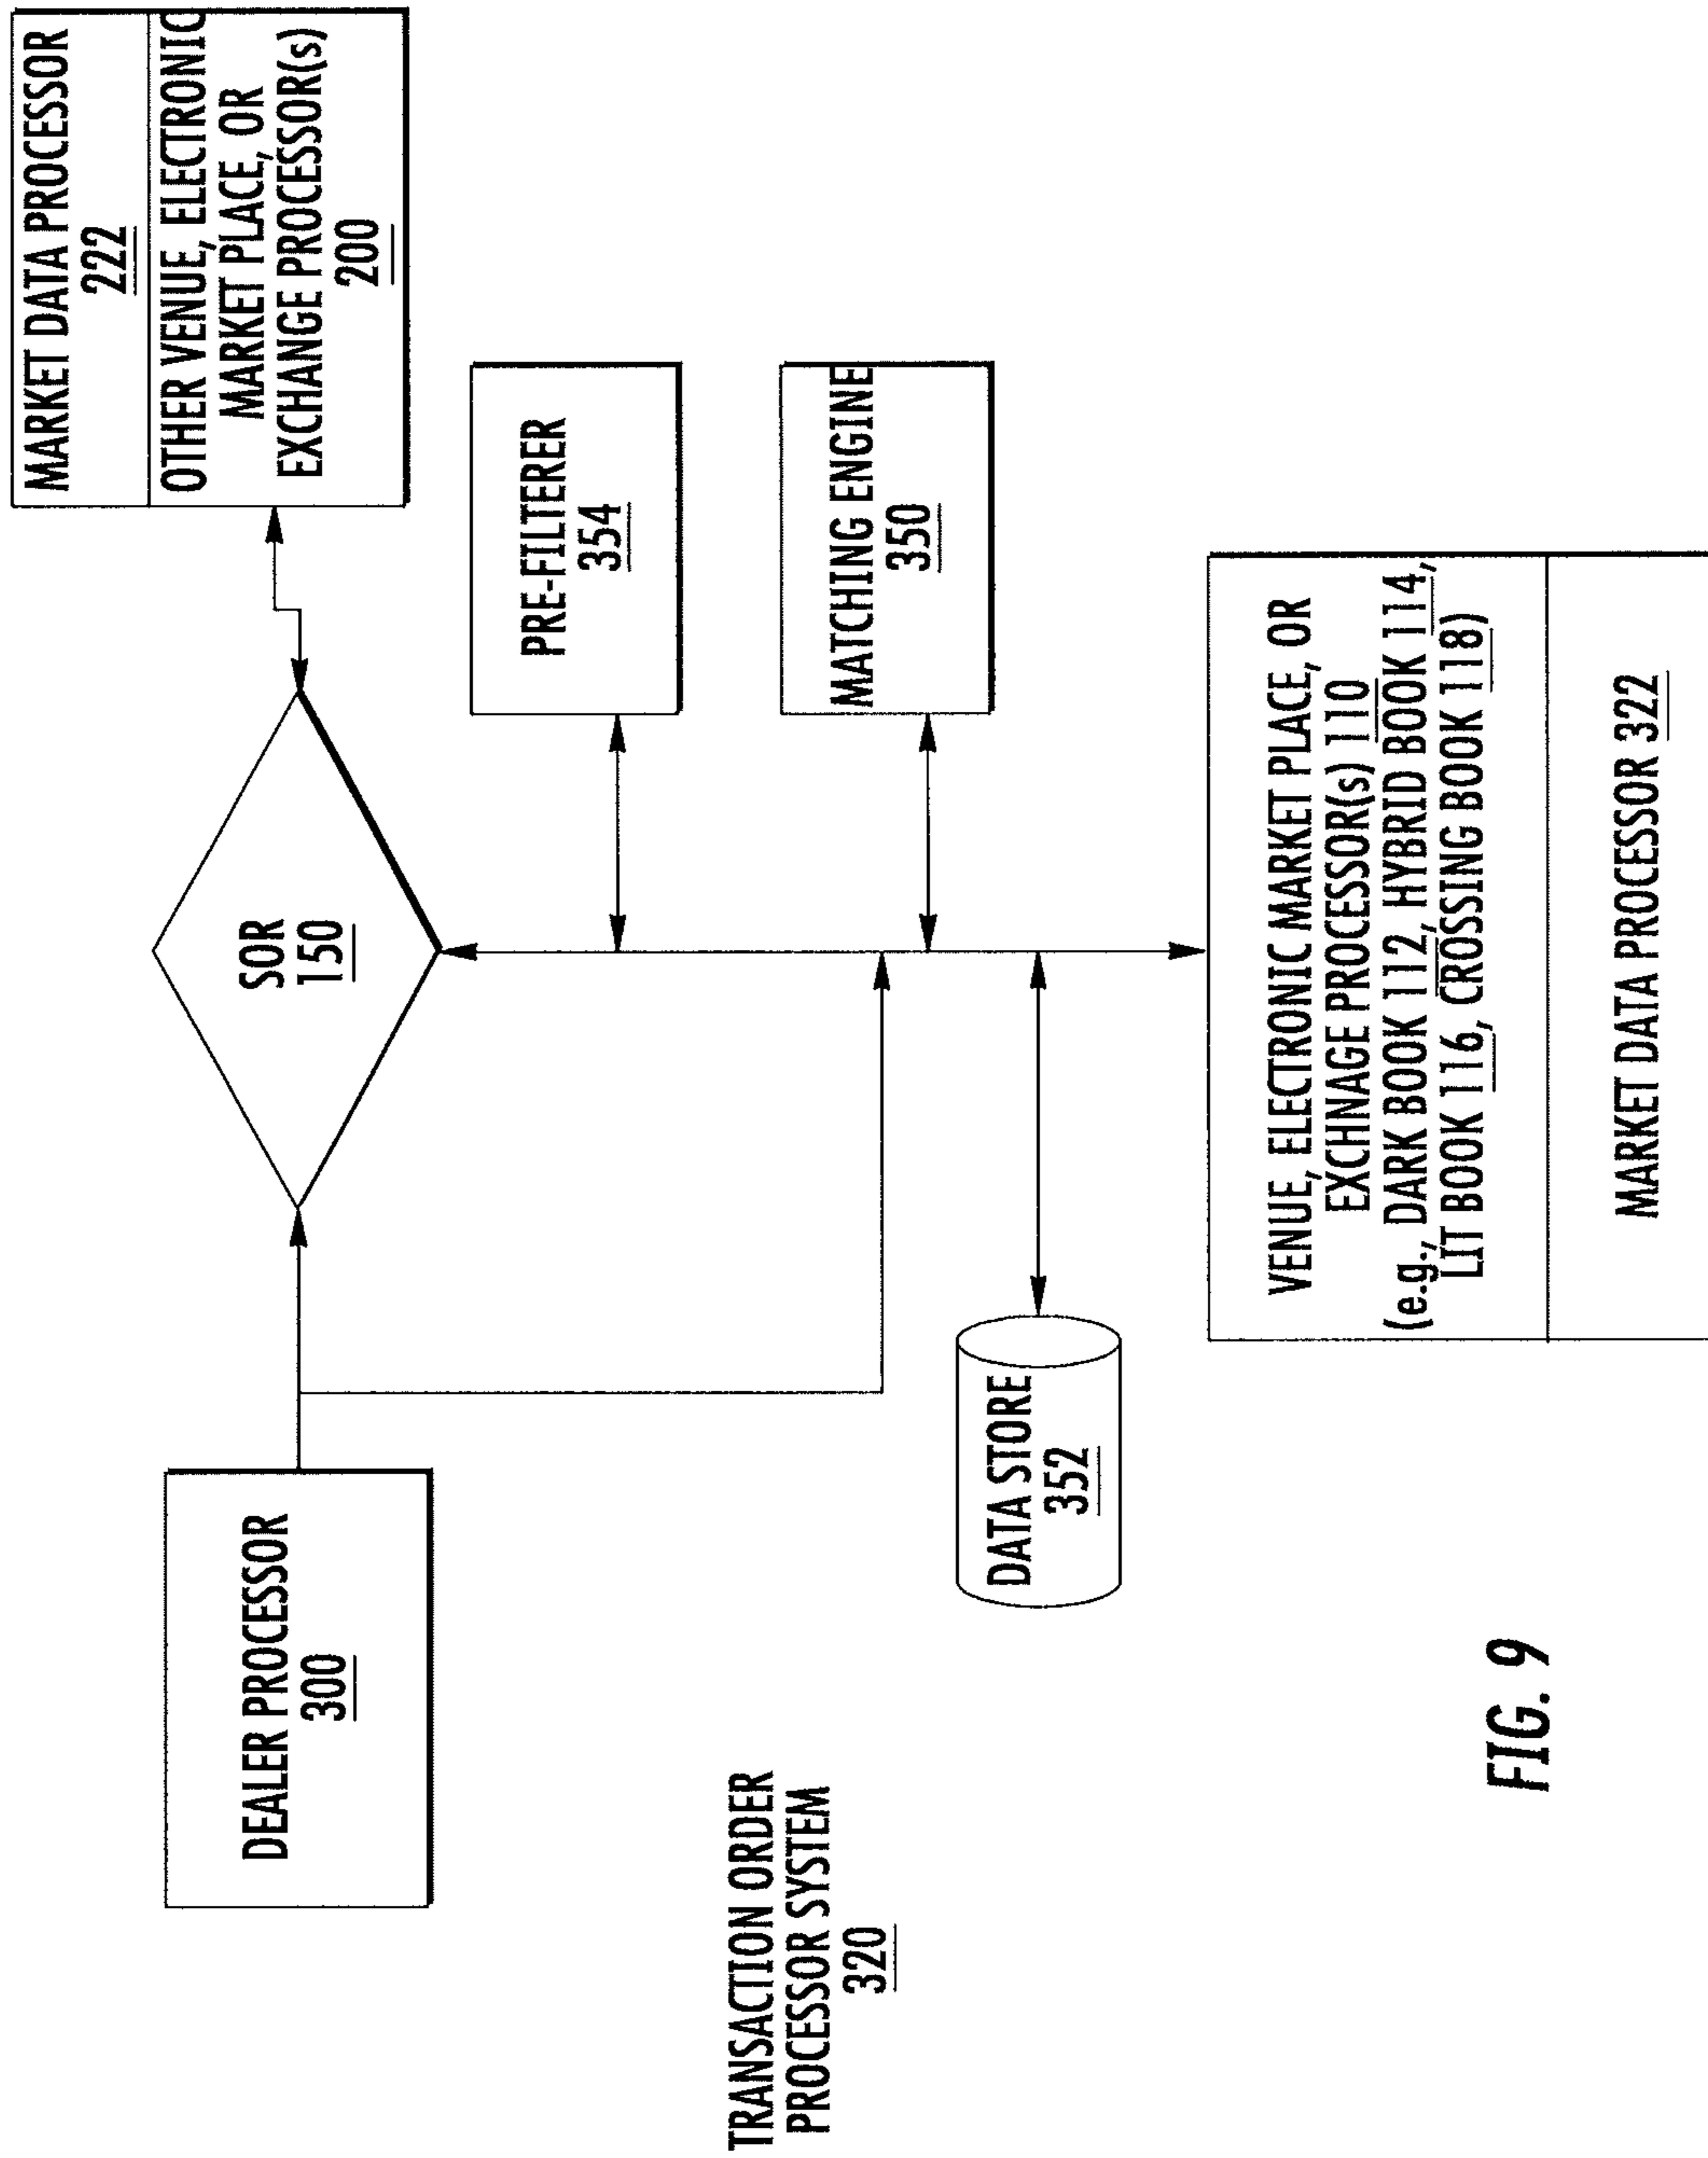 MARKET DATA PROCESSOR
222
OTHER VENUE, ELECTRONIC
MARKET PLACE, OR
EXCHANGE PROCESSOR(s)
200
DEALER PROCESSOR
300
SOR
150
PRE-FILTERER
354
MATCHING ENGINE
350
TRANSACTION ORDER
PROCESSOR SYSTEM
320
DATA STORE
352
VENUE, ELECTRONIC MARKET PLACE, OR
EXCHNAGE PROCESSOR(s) 110
(e.g., DARK BOOK 112, HYBRID BOOK 114,
LIT BOOK 116, CROSSING BOOK 118)
MARKET DATA PROCESSOR 322
FIG. 9